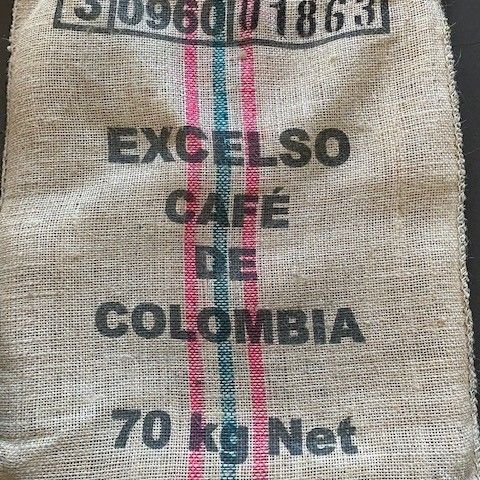 3 0960 01863
EXCELSO
CAFÉ
DE
COLOMBIA
70 kg Net